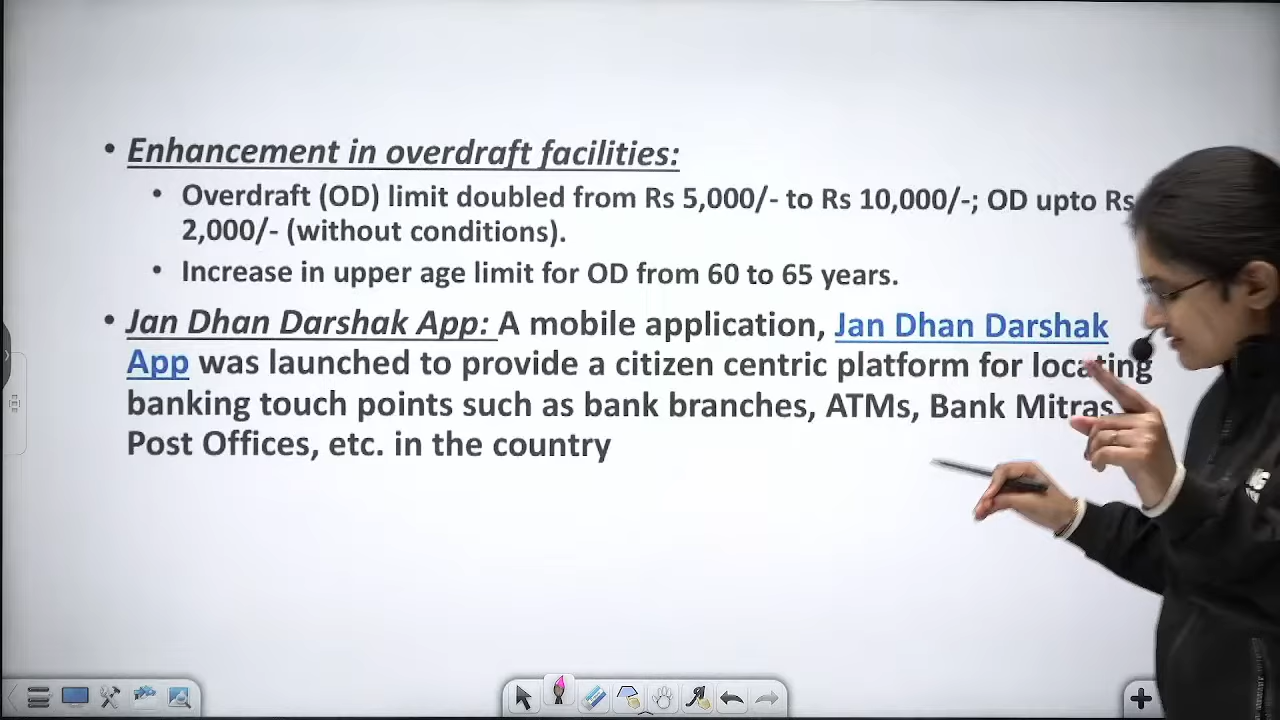 • Enhancement in overdraft facilities:
• Overdraft (OD) limit doubled from Rs 5,000/- to Rs 10,000/-; OD upto Rs
2,000/- (without conditions).
• Increase in upper age limit for OD from 60 to 65 years.
• Jan Dhan Darshak App: A mobile application, Jan Dhan Darshak
App was launched to provide a citizen centric platform for locating
banking touch points such as bank branches, ATMs, Bank Mitras
Post Offices, etc. in the country